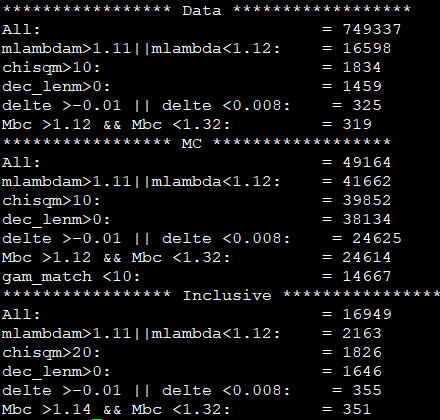 ***************** Data ******************
All: = 749337
mlambdam>1.11||mlambda<1.12: = 16598
chisqm>10: = 1834
dec_lenm>0: = 1459
delte >-0.01 || delte <0.008: = 325
Mbc >1.12 && Mbc <1.32: = 319
***************** MC ******************
All: = 49164
mlambdam>1.11||mlambda<1.12: = 41662
chisqm>10: = 39852
dec_lenm>0: = 38134
delte >-0.01 || delte <0.008: = 24625
Mbc >1.12 && Mbc <1.32: = 24614
gam_match <10: = 14667
***************** Inclusive *****************
All: = 16949
mlambdam>1.11||mlambda<1.12: = 2163
chisqm>20: = 1826
dec_lenm>0: = 1646
delte >-0.01 || delte <0.008: = 355
Mbc >1.14 && Mbc <1.32: = 351